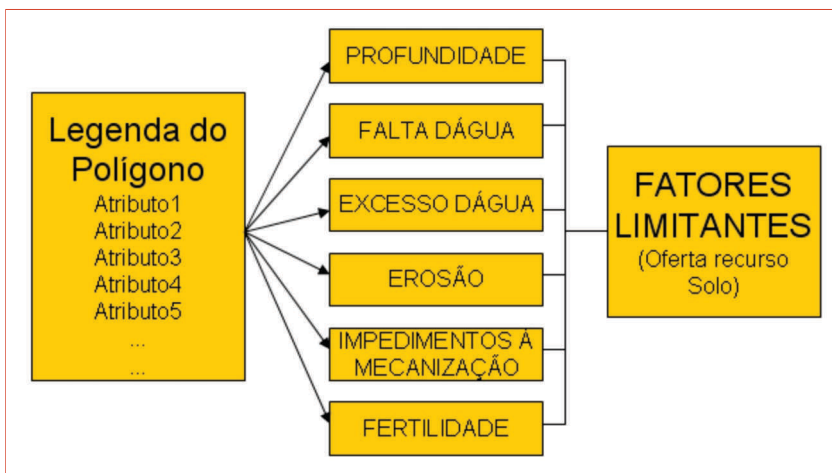 Legenda do
Polígono
Atributo1
Atributo2
Atributo3
Atributo4
Atributo5
...
...
PROFUNDIDADE
FALTA DÁGUA
EXCESSO DÁGUA
EROSÃO
IMPEDIMENTOS À
MECANIZAÇÃO
FERTILIDADE
FATORES
LIMITANTES
(Oferta recurso
Solo)